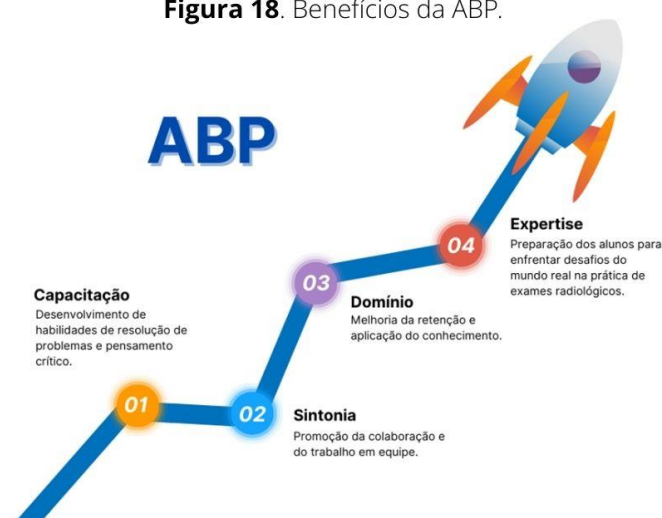 Figura 18. Benefícios da ABP.
ABP
Capacitação
Desenvolvimento de
habilidades de resolução de
problemas e pensamento
crítico.
01
02
Sintonia
Promoção da colaboração e
do trabalho em equipe.
03
Domínio
Melhoria da retenção e
aplicação do conhecimento.
04
Expertise
Preparação dos alunos para
enfrentar desafios do
mundo real na prática de
exames radiológicos.